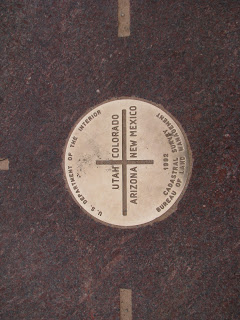 U.S. DEPARTMENT OF THE INTERIOR
UTAH COLORADO
ARIZONA NEW MEXICO
1992
CADASTRAL SURVEY
BUREAU OF LAND MANAGEMENT